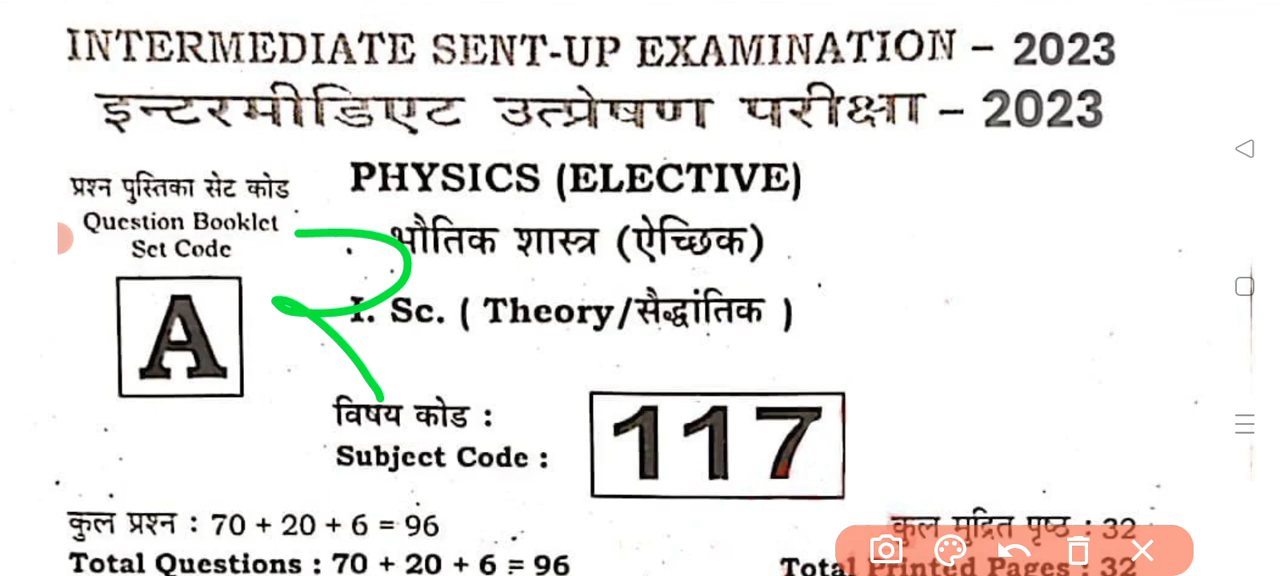 INTERMEDIATE SENT-UP EXAMINATION – 2023
इन्टरमीडिएट उत्प्रेषण परीक्षा – 2023
प्रश्न पुस्तिका सेट कोड
Question Booklet
Set Code
A
PHYSICS (ELECTIVE)
भौतिक शास्त्र (ऐच्छिक)
I. Sc. ( Theory/सैद्धांतिक )
विषय कोड :
Subject Code :
117
कुल प्रश्न : 70 + 20 + 6 = 96
Total Questions : 70 + 20 + 6 = 96
कुल मुद्रित पृष्ठ : 32
Total Printed Pages : 32